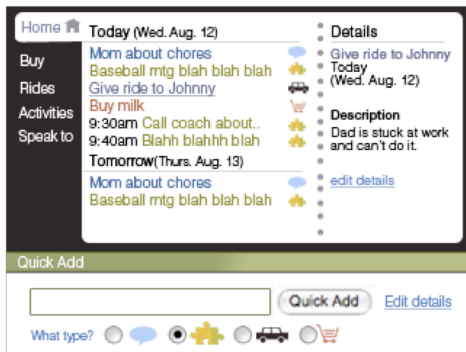 Home
Buy
Rides
Activities
Speak to
Today (Wed. Aug. 12)
Mom about chores
Baseball mtg blah blah blah
Give ride to Johnny
Buy milk
9:30am Call coach about..
9:40am Blahh blahhh blah
Tomorrow(Thurs. Aug. 13)
Mom about chores
Baseball mtg blah blah blah
Details
Give ride to Johnny
Today
(Wed. Aug. 12)
Description
Dad is stuck at work
and can't do it.
edit details
Quick Add
Quick Add Edit details
What type?